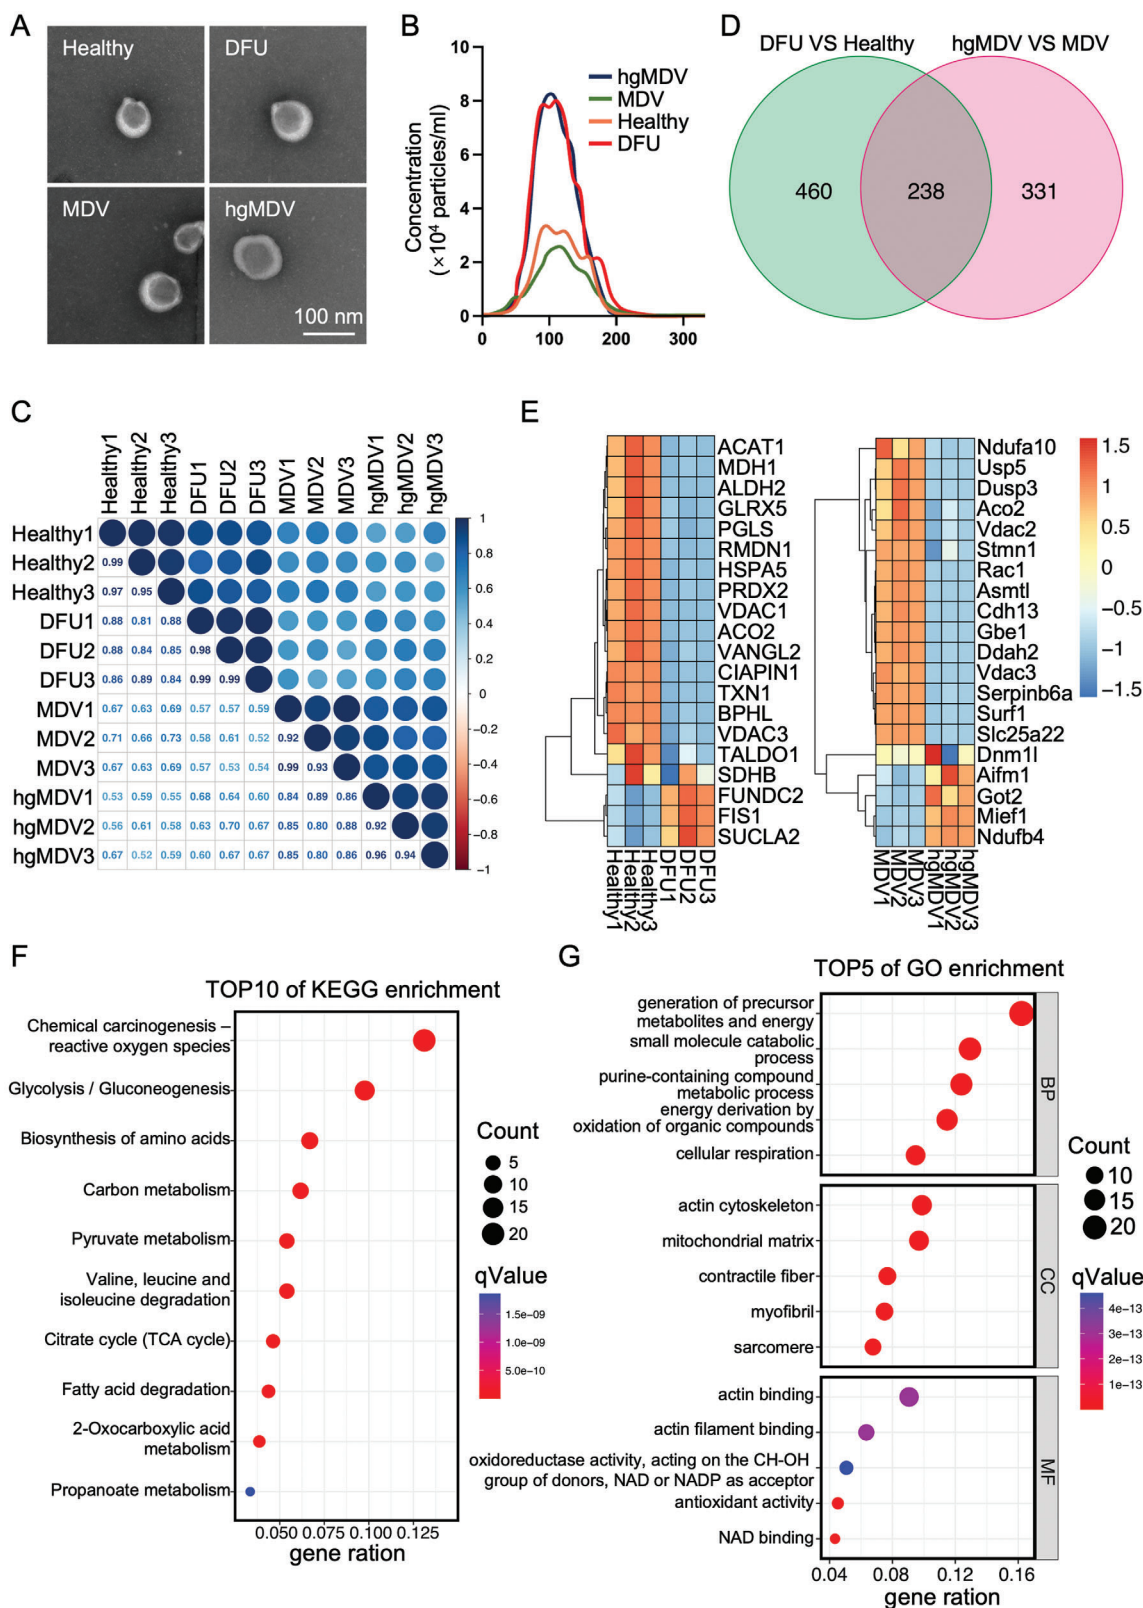 A
Healthy
DFU
MDV
hgMDV
100 nm
B
Concentration
(×10⁴ particles/ml)
10
8
6
4
2
0
0
100
200
300
hgMDV
MDV
Healthy
DFU
D
DFU VS Healthy
hgMDV VS MDV
460
238
331
C
Healthy1
Healthy2
Healthy3
DFU1
DFU2
DFU3
MDV1
MDV2
MDV3
hgMDV1
hgMDV2
hgMDV3
Healthy1
Healthy2 0.99
Healthy3 0.97 0.95
DFU1 0.88 0.81 0.88
DFU2 0.88 0.84 0.85 0.98
DFU3 0.86 0.89 0.84 0.99 0.99
MDV1 0.67 0.63 0.69 0.57 0.57 0.59
MDV2 0.71 0.66 0.73 0.58 0.61 0.52 0.92
MDV3 0.67 0.63 0.69 0.57 0.53 0.54 0.99 0.93
hgMDV1 0.53 0.59 0.55 0.68 0.64 0.60 0.84 0.89 0.86
hgMDV2 0.56 0.61 0.58 0.63 0.70 0.67 0.85 0.80 0.88 0.92
hgMDV3 0.67 0.52 0.59 0.60 0.67 0.67 0.85 0.80 0.86 0.96 0.94
1
0.8
0.6
0.4
0.2
0
−0.2
−0.4
−0.6
−0.8
−1
E
ACAT1
MDH1
ALDH2
GLRX5
PGLS
RMDN1
HSPA5
PRDX2
VDAC1
ACO2
VANGL2
CIAPIN1
TXN1
BPHL
VDAC3
TALDO1
SDHB
FUNDC2
FIS1
SUCLA2
Healthy1
Healthy2
Healthy3
DFU1
DFU2
DFU3
Ndufa10
Usp5
Dusp3
Aco2
Vdac2
Stmn1
Rac1
Asmtl
Cdh13
Gbe1
Ddah2
Vdac3
Serpinb6a
Surf1
Slc25a22
Dnm1l
Aifm1
Got2
Mief1
Ndufb4
MDV1
MDV2
MDV3
hgMDV1
hgMDV2
hgMDV3
1.5
1
0.5
0
−0.5
−1
−1.5
F
TOP10 of KEGG enrichment
Chemical carcinogenesis –
reactive oxygen species
Glycolysis / Gluconeogenesis
Biosynthesis of amino acids
Carbon metabolism
Pyruvate metabolism
Valine, leucine and
isoleucine degradation
Citrate cycle (TCA cycle)
Fatty acid degradation
2-Oxocarboxylic acid
metabolism
Propanoate metabolism
0.050 0.075 0.100 0.125
gene ration
Count
5
10
15
20
qValue
1.5e−09
1.0e−09
5.0e−10
G
TOP5 of GO enrichment
generation of precursor
metabolites and energy
small molecule catabolic
process
purine-containing compound
metabolic process
energy derivation by
oxidation of organic compounds
cellular respiration
BP
actin cytoskeleton
mitochondrial matrix
contractile fiber
myofibril
sarcomere
CC
actin binding
actin filament binding
oxidoreductase activity, acting on the CH-OH
group of donors, NAD or NADP as acceptor
antioxidant activity
NAD binding
MF
0.04 0.08 0.12 0.16
gene ration
Count
10
15
20
qValue
4e−13
3e−13
2e−13
1e−13